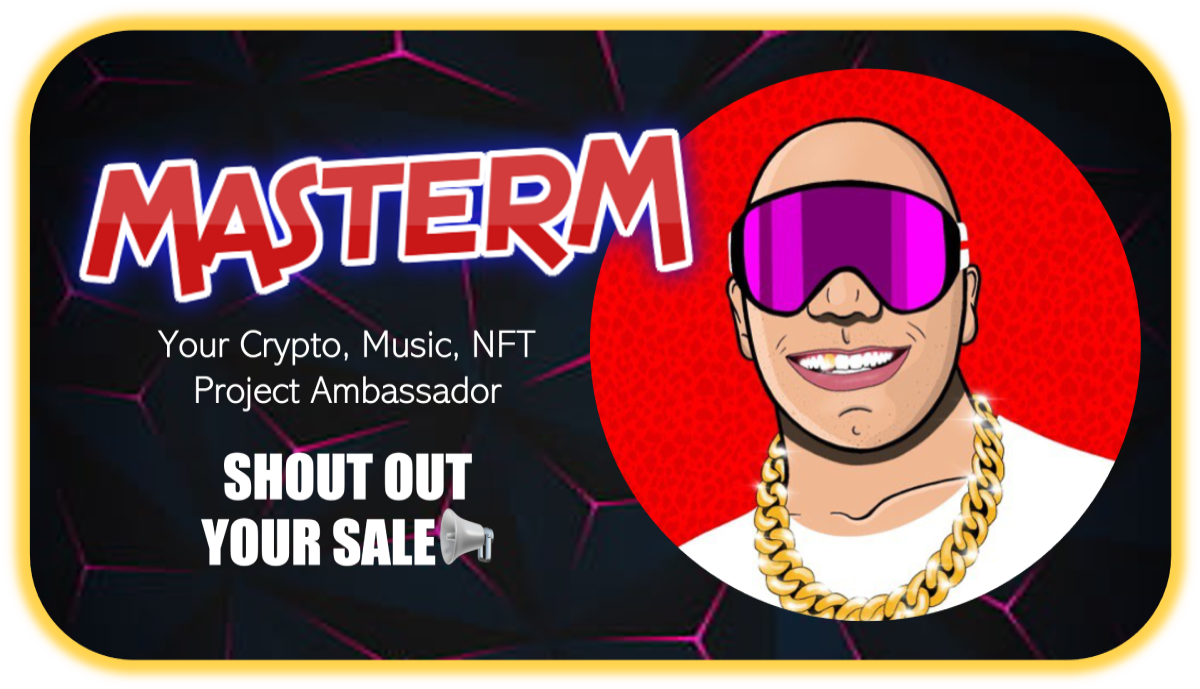 MASTERM
Your Crypto, Music, NFT
Project Ambassador
SHOUT OUT
YOUR SALE